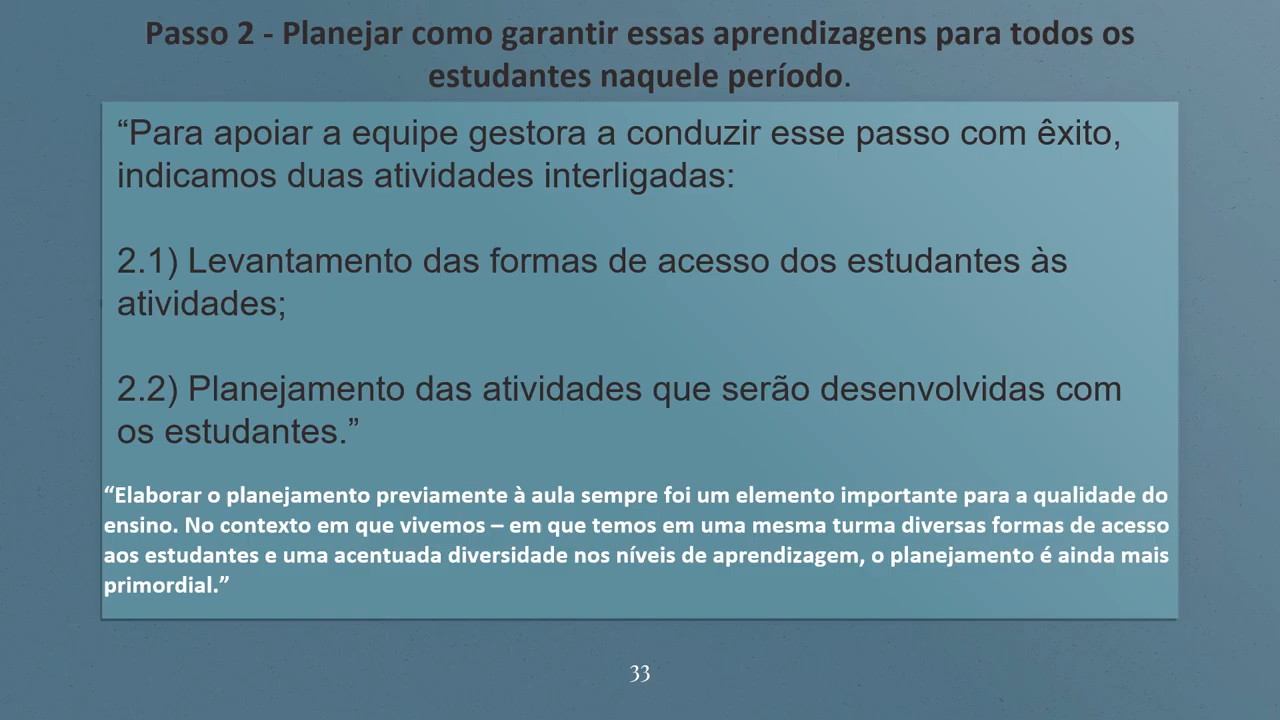 Passo 2 - Planejar como garantir essas aprendizagens para todos os
estudantes naquele período.
“Para apoiar a equipe gestora a conduzir esse passo com êxito,
indicamos duas atividades interligadas:
2.1) Levantamento das formas de acesso dos estudantes às
atividades;
2.2) Planejamento das atividades que serão desenvolvidas com
os estudantes.”
“Elaborar o planejamento previamente à aula sempre foi um elemento importante para a qualidade do
ensino. No contexto em que vivemos – em que temos em uma mesma turma diversas formas de acesso
aos estudantes e uma acentuada diversidade nos níveis de aprendizagem, o planejamento é ainda mais
primordial.”
33